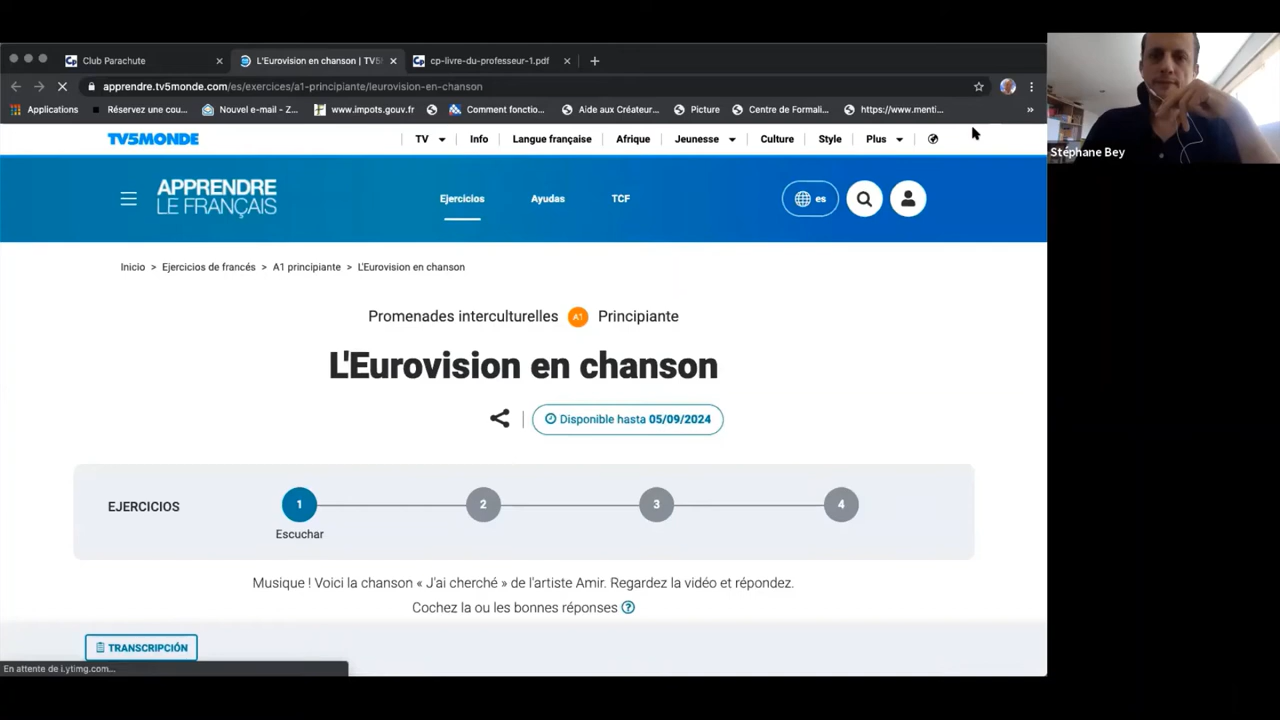 Club Parachute
L'Eurovision en chanson | TV5
cp-livre-du-professeur-1.pdf
apprendre.tv5monde.com/es/exercices/a1-principiante/leurovision-en-chanson
Applications
Réservez une cou...
Nouvel e-mail - Z...
www.impots.gouv.fr
Comment fonctio...
Aide aux Créateur...
Picture
Centre de Formali...
https://www.menti...
»
TV5MONDE
TV
Info
Langue française
Afrique
Jeunesse
Culture
Style
Plus
APPRENDRE
LE FRANÇAIS
Ejercicios
Ayudas
TCF
es
Inicio > Ejercicios de francés > A1 principiante > L'Eurovision en chanson
Promenades interculturelles A1 Principiante
L'Eurovision en chanson
Disponible hasta 05/09/2024
EJERCICIOS
1
2
3
4
Escuchar
Musique ! Voici la chanson « J'ai cherché » de l'artiste Amir. Regardez la vidéo et répondez.
Cochez la ou les bonnes réponses ?
TRANSCRIPCIÓN
En attente de i.ytimg.com...
Stéphane Bey